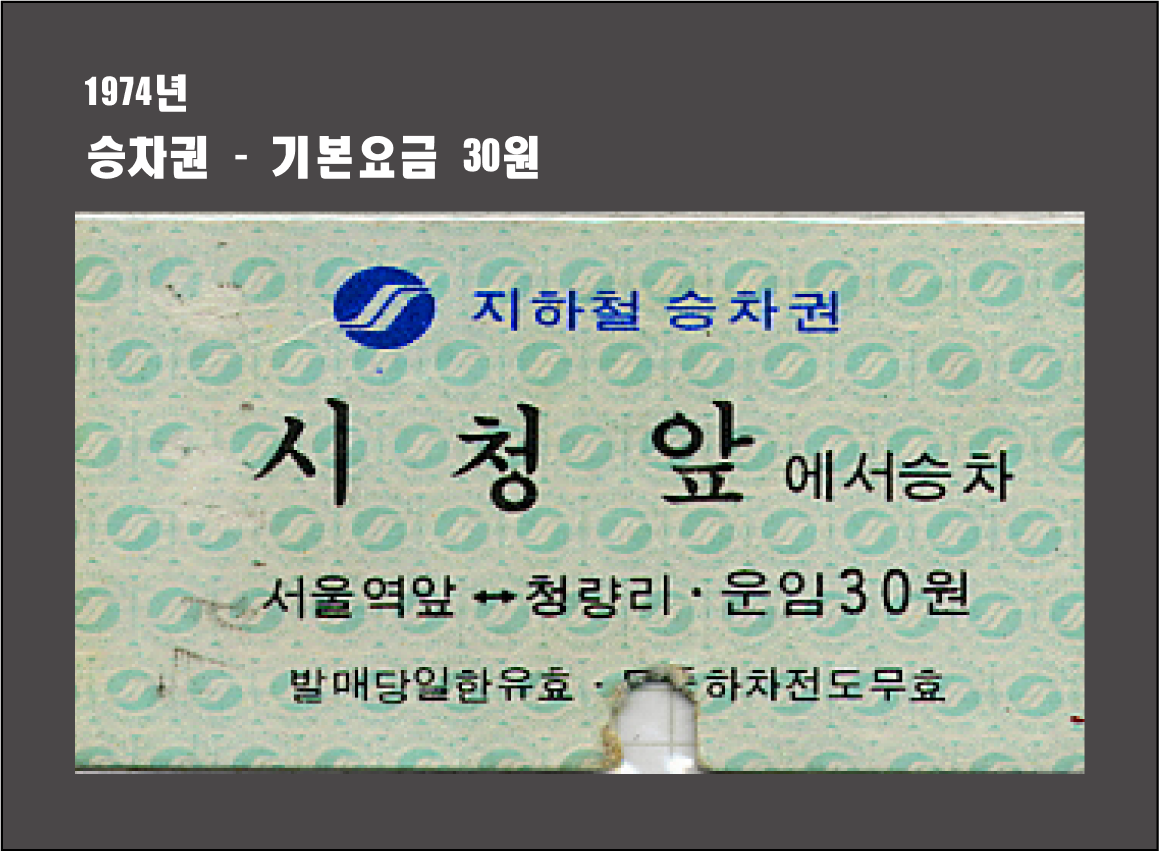 1974년
승차권 - 기본요금 30원
지하철 승차권
시청앞에서승차
서울역앞↔청량리·운임30원
발매당일한유효· 하차전도무효